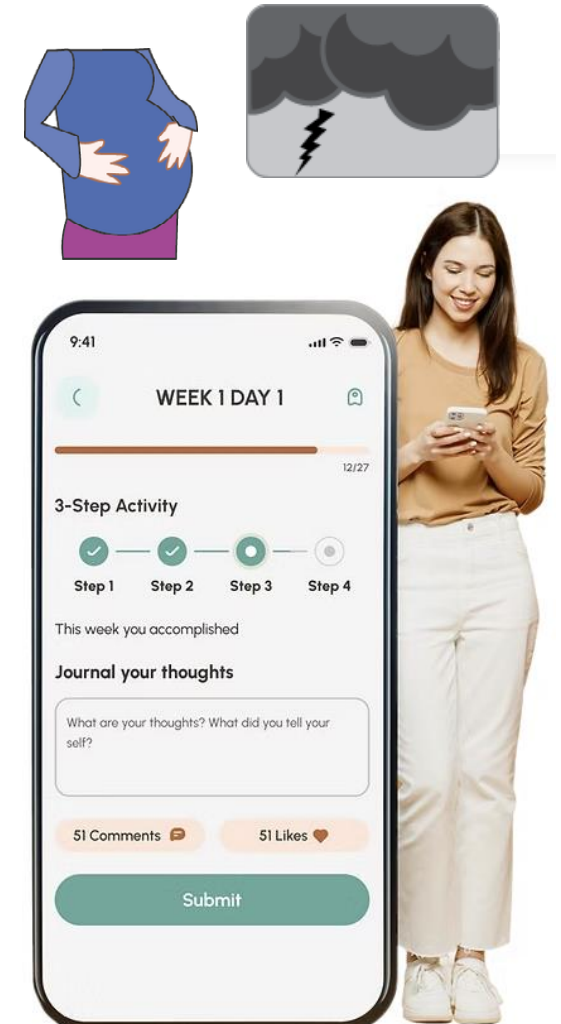 9:41
WEEK 1 DAY 1
12/27
3-Step Activity
Step 1 Step 2 Step 3 Step 4
This week you accomplished
Journal your thoughts
What are your thoughts? What did you tell your
self?
51 Comments 51 Likes
Submit